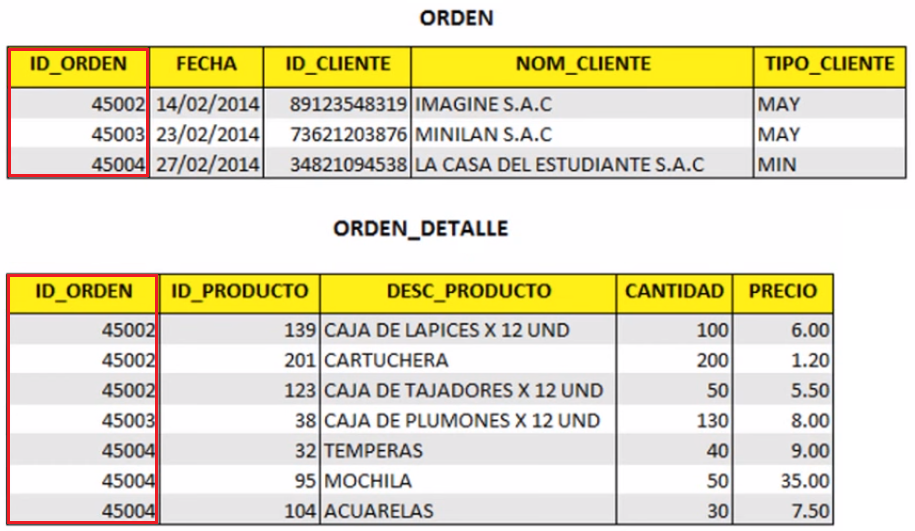 ORDEN
ID_ORDEN FECHA ID_CLIENTE NOM_CLIENTE TIPO_CLIENTE
45002 14/02/2014 89123548319 IMAGINE S.A.C MAY
45003 23/02/2014 73621203876 MINILAN S.A.C MAY
45004 27/02/2014 34821094538 LA CASA DEL ESTUDIANTE S.A.C MIN
ORDEN_DETALLE
ID_ORDEN ID_PRODUCTO DESC_PRODUCTO CANTIDAD PRECIO
45002 139 CAJA DE LAPICES X 12 UND 100 6.00
45002 201 CARTUCHERA 200 1.20
45002 123 CAJA DE TAJADORES X 12 UND 50 5.50
45003 38 CAJA DE PLUMONES X 12 UND 130 8.00
45004 32 TEMPERAS 40 9.00
45004 95 MOCHILA 50 35.00
45004 104 ACUARELAS 30 7.50